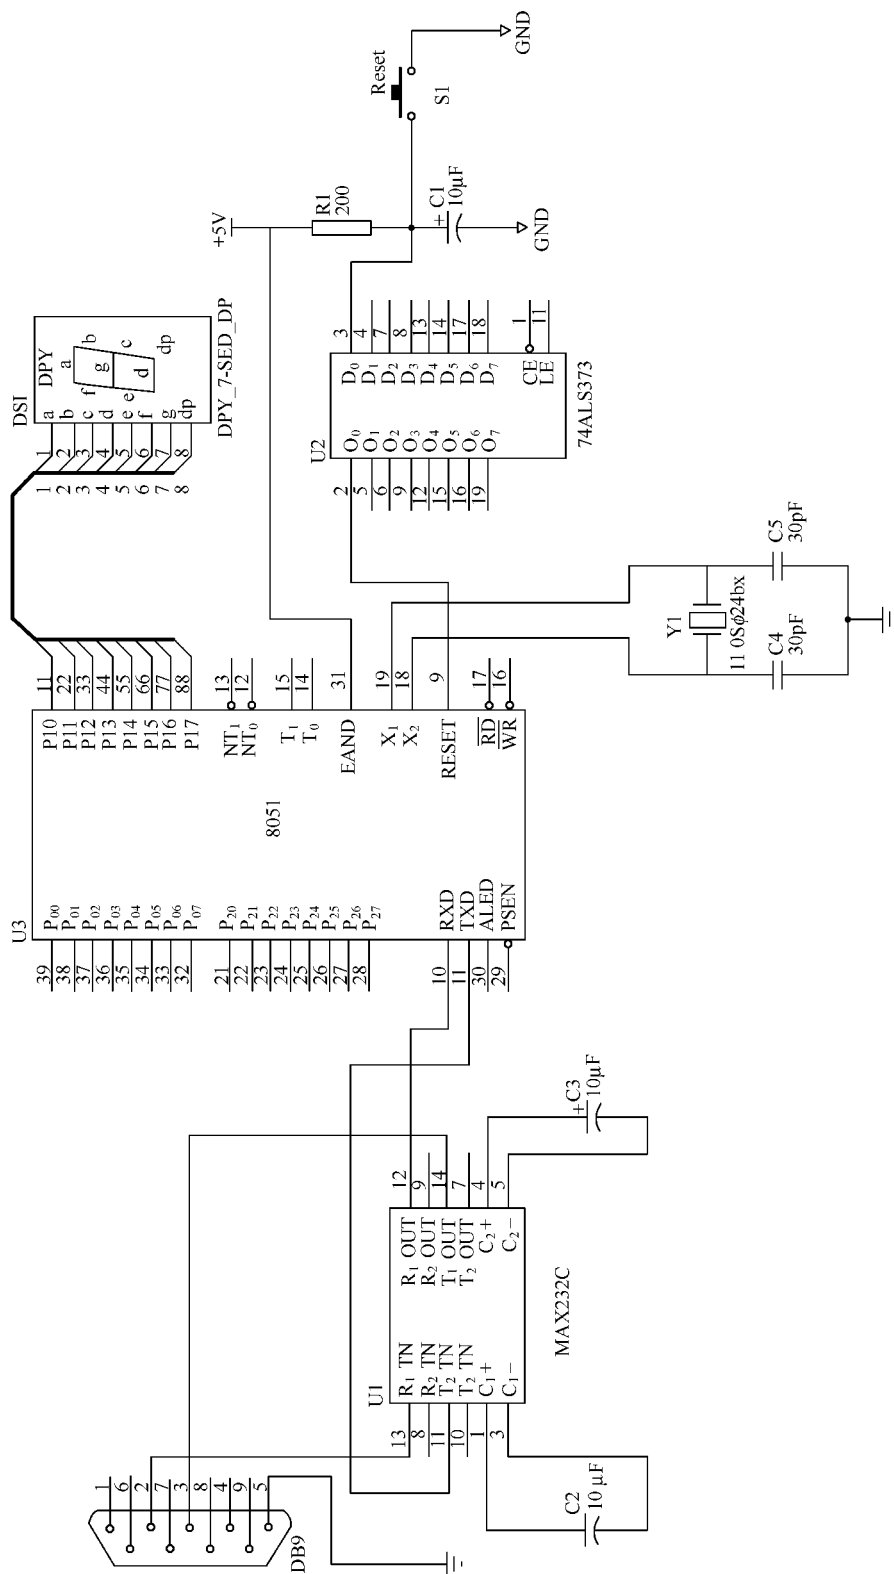 DB9
1
6
2
7
3
8
4
9
5
C2
10 μF
U1
MAX232C
13
8
11
10
1
3
R₁ TN
R₂ TN
T₂ TN
T₂ TN
C₁+
C₁−
R₁ OUT
R₂ OUT
T₁ OUT
T₂ OUT
C₂+
C₂−
12
9
14
7
4
5
+C3
10μF
U3
8051
39
38
37
36
35
34
33
32
21
22
23
24
25
26
27
28
10
11
30
29
P₀₀
P₀₁
P₀₂
P₀₃
P₀₄
P₀₅
P₀₆
P₀₇
P₂₀
P₂₁
P₂₂
P₂₃
P₂₄
P₂₅
P₂₆
P₂₇
RXD
TXD
ALED
PSEN
P10
P11
P12
P13
P14
P15
P16
P17
NT₁
NT₀
T₁
T₀
EAND
X₁
X₂
RESET
RD
WR
11
22
33
44
55
66
77
88
13
12
15
14
31
19
18
9
17
16
Y1
11 0Sϕ24bx
C4
30pF
C5
30pF
1
2
3
4
5
6
7
8
1
2
3
4
5
6
7
8
DSI
DPY
a
b
c
d
e
f
g
dp
a
b
c
d
e
f
g
dp
DPY_7-SED_DP
U2
74ALS373
2
5
6
9
12
15
16
19
O₀
O₁
O₂
O₃
O₄
O₅
O₆
O₇
D₀
D₁
D₂
D₃
D₄
D₅
D₆
D₇
CE
LE
3
4
7
8
13
14
17
18
1
11
+5V
R1
200
+
C1
10μF
GND
Reset
S1
GND